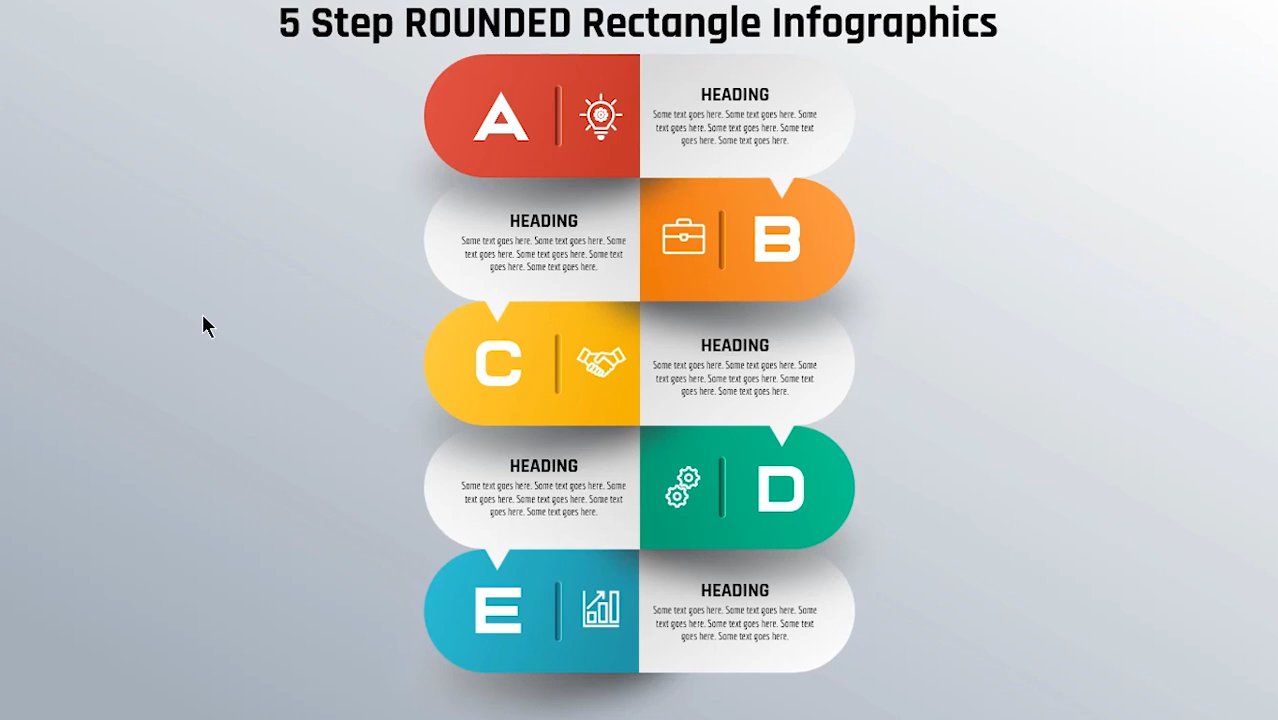 5 Step ROUNDED Rectangle Infographics
A
HEADING
Some text goes here. Some text goes here. Some
text goes here. Some text goes here. Some text
goes here. Some text goes here.
HEADING
Some text goes here. Some text goes here. Some
text goes here. Some text goes here. Some text
goes here. Some text goes here.
B
C
HEADING
Some text goes here. Some text goes here. Some
text goes here. Some text goes here. Some text
goes here. Some text goes here.
HEADING
Some text goes here. Some text goes here. Some
text goes here. Some text goes here. Some text
goes here. Some text goes here.
D
E
HEADING
Some text goes here. Some text goes here. Some
text goes here. Some text goes here. Some text
goes here. Some text goes here.